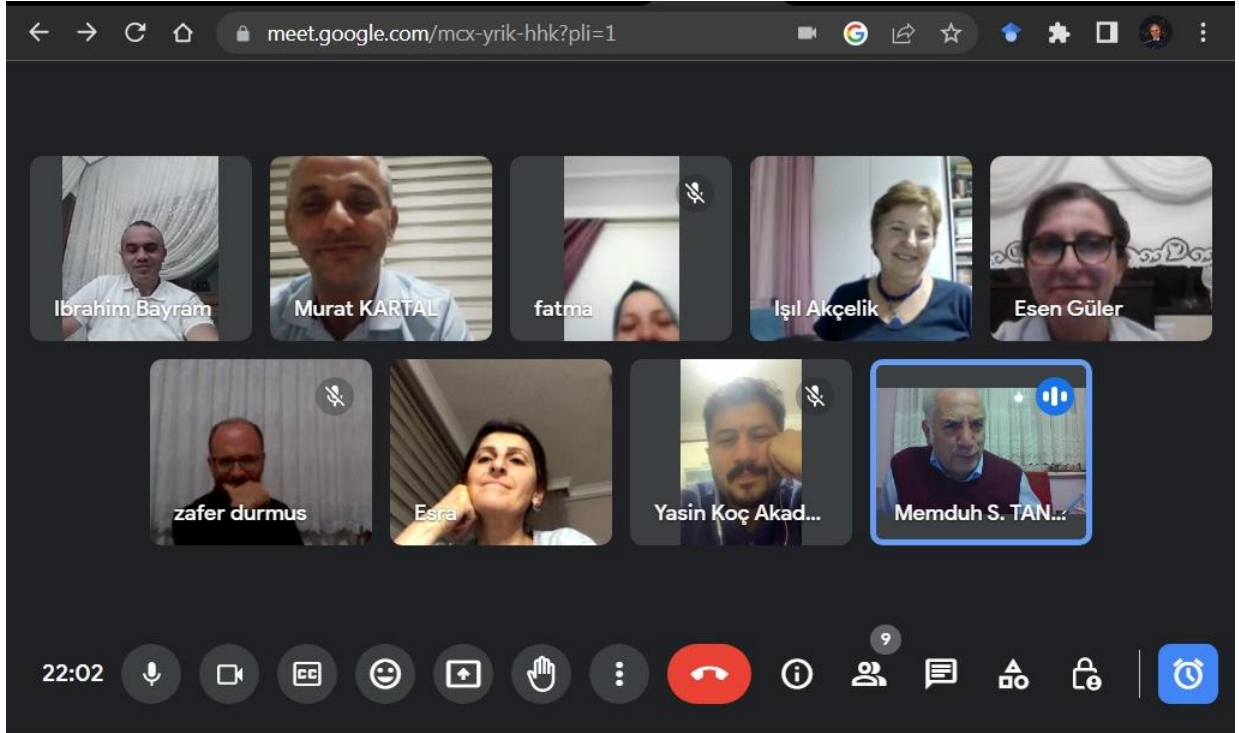 meet.google.com/mcx-yrik-hhk?pli=1
Ibrahim Bayram
Murat KARTAL
fatma
Işıl Akçelik
Esen Güler
zafer durmus
Esra
Yasin Koç Akad...
Memduh S. TAN...
9
22:02
CC